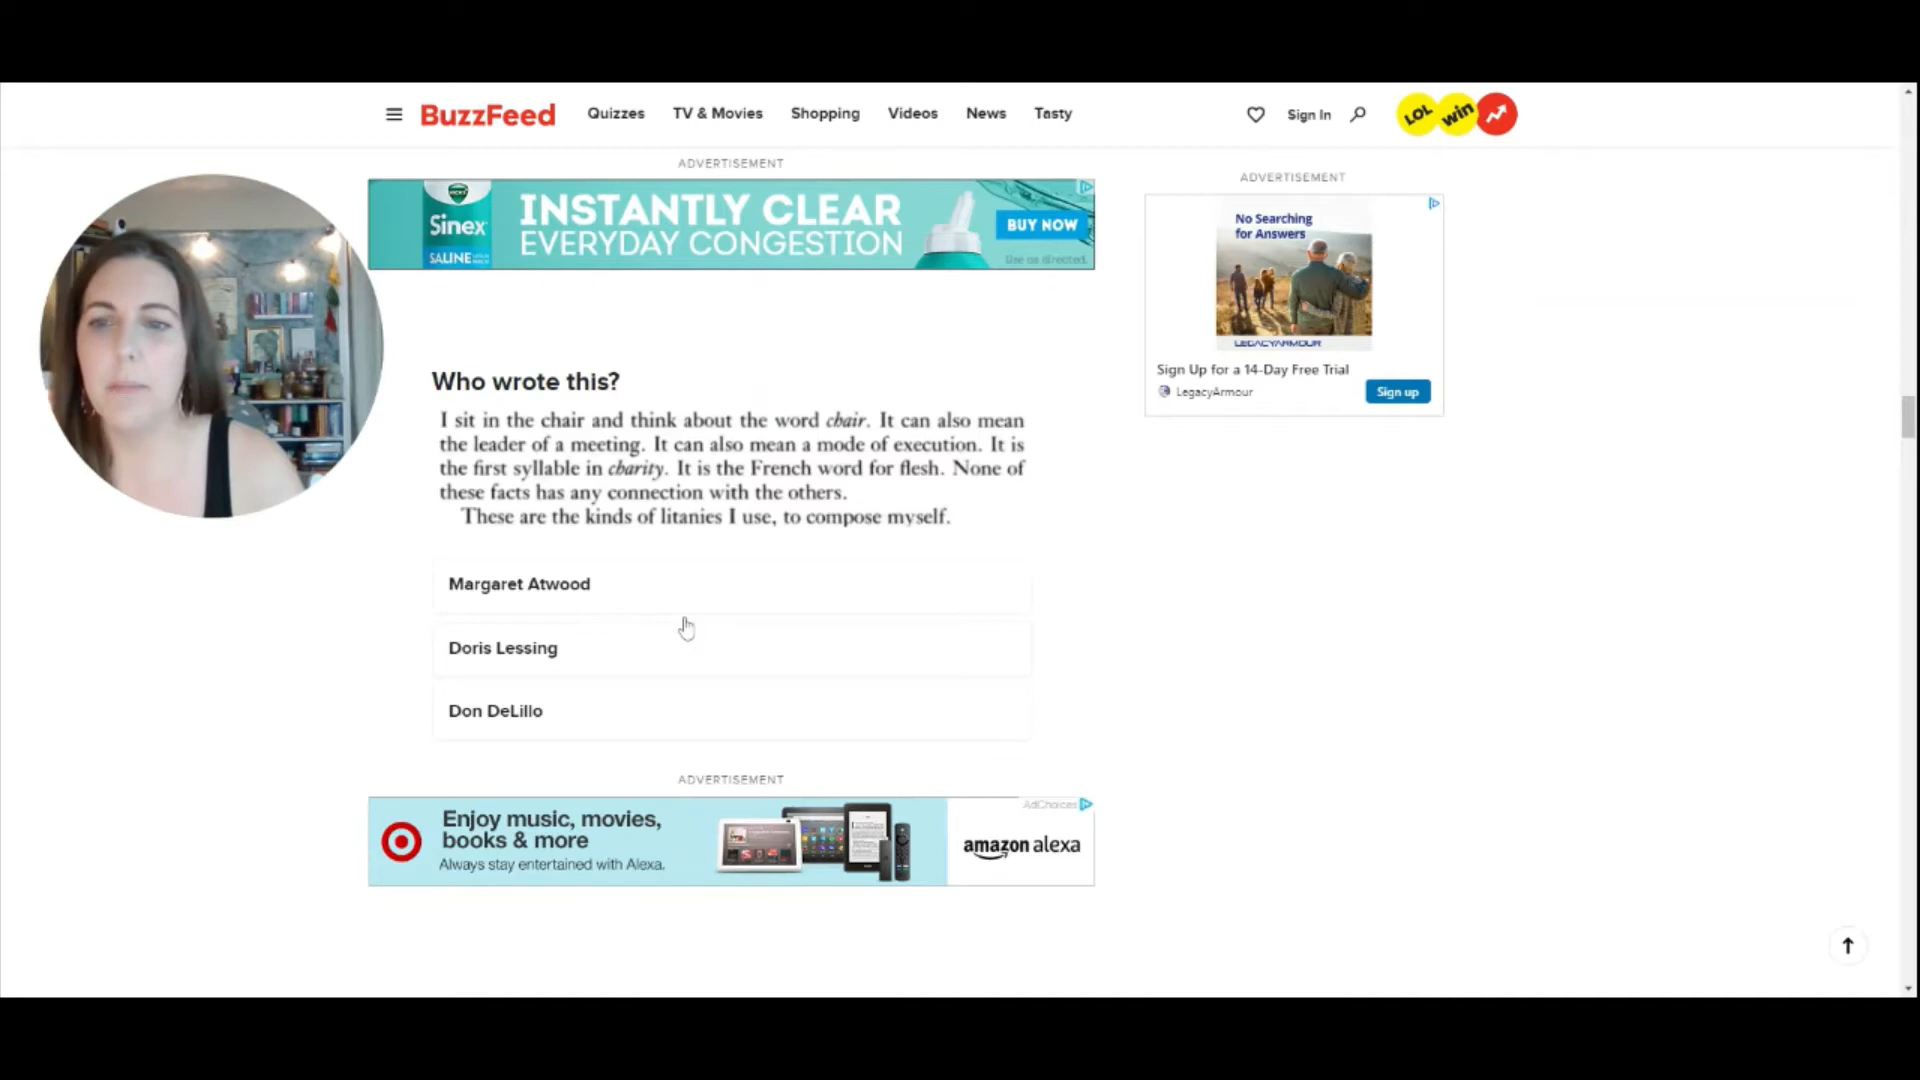 BuzzFeed
Quizzes
TV & Movies
Shopping
Videos
News
Tasty
Sign In
LOL
win
ADVERTISEMENT
Sinex
SALINE
INSTANTLY CLEAR
EVERYDAY CONGESTION
BUY NOW
Use as directed.
ADVERTISEMENT
No Searching
for Answers
LEGACYARMOUR
Sign Up for a 14-Day Free Trial
LegacyArmour
Sign up
Who wrote this?
I sit in the chair and think about the word chair. It can also mean
the leader of a meeting. It can also mean a mode of execution. It is
the first syllable in charity. It is the French word for flesh. None of
these facts has any connection with the others.
These are the kinds of litanies I use, to compose myself.
Margaret Atwood
Doris Lessing
Don DeLillo
ADVERTISEMENT
Enjoy music, movies,
books & more
Always stay entertained with Alexa.
AdChoices
amazon alexa